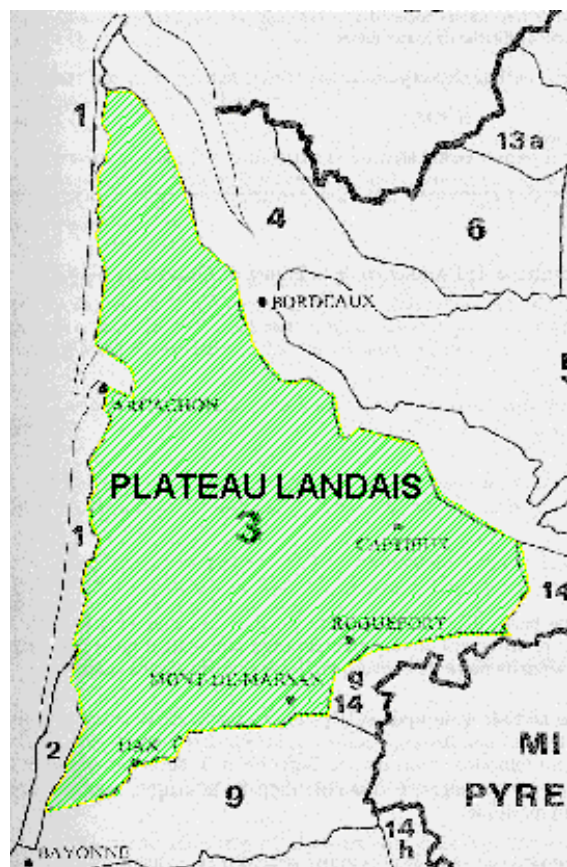 1
13a
4
6
BORDEAUX
ARCACHON
PLATEAU LANDAIS
3
1
CAPTIEUX
14
ROQUEFORT
g
MONT-DE-MARSAN
14
DAX
2
MI
9
PYRE
14
h
BAYONNE